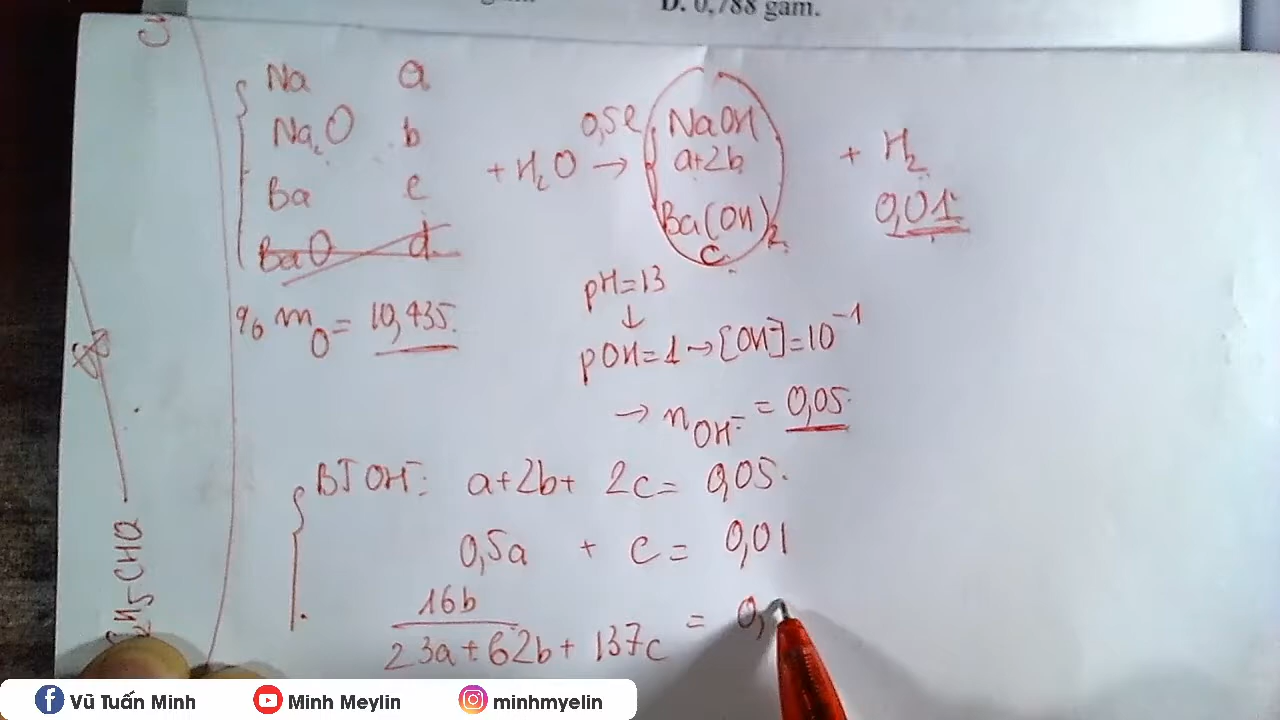 D. 0,788 gam.
Na a
Na₂O b
Ba c
BaO d
+ H₂O → 0,5l
NaOH
a+2b
Ba(OH)₂
c
+ H₂
0,01
% mO = 10,435
pH=13
↓
pOH=1→[OH⁻]=10⁻¹
→ nOH⁻ = 0,05
BT OH⁻: a+2b+ 2c= 0,05
0,5a + c = 0,01
16b
23a+62b+ 137c
= 0,
C₂H5CHO
Vũ Tuấn Minh
Minh Meylin
minhmyelin